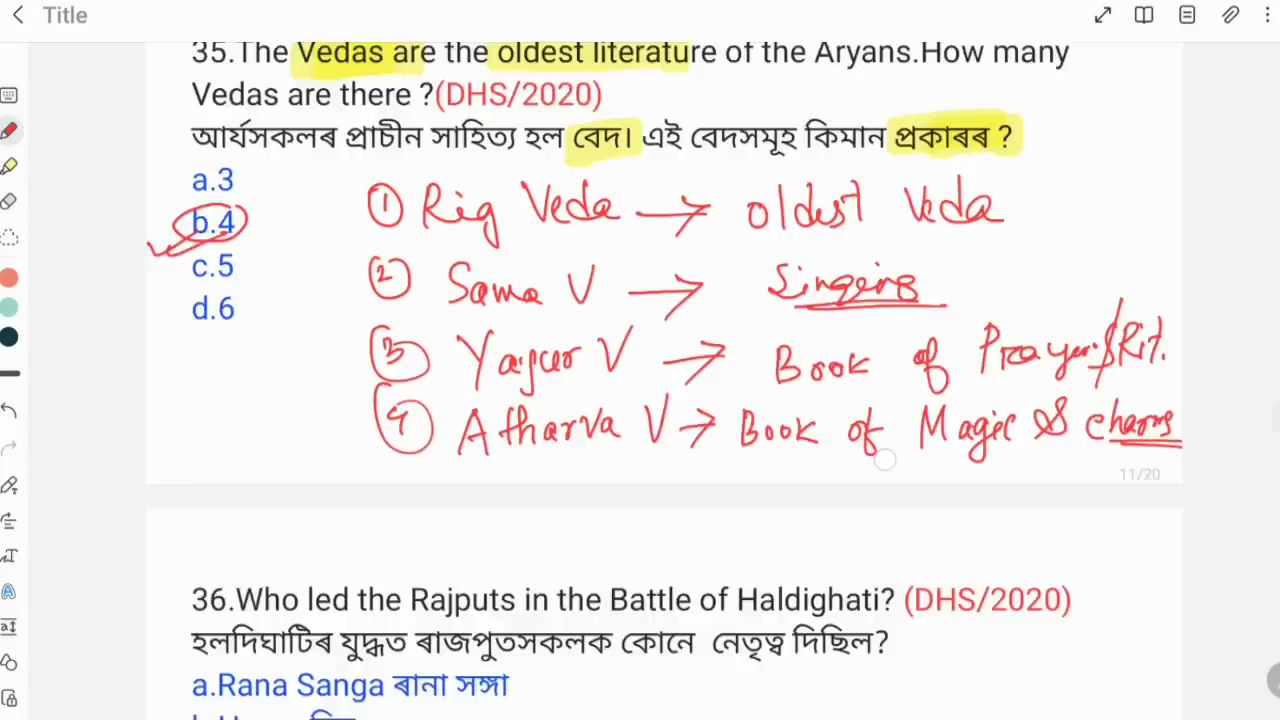 Title
35.The Vedas are the oldest literature of the Aryans.How many
Vedas are there ?(DHS/2020)
আৰ্যসকলৰ প্ৰাচীন সাহিত্য হল বেদ। এই বেদসমূহ কিমান প্ৰকাৰৰ ?
a.3
b.4
c.5
d.6
① Rig Veda → Oldest Veda
② Sama V → Singing
③ Yajur V → Book of Prayer/Rit.
④ Atharva V → Book of Magic & charms
11/20
36.Who led the Rajputs in the Battle of Haldighati? (DHS/2020)
হলদিঘাটিৰ যুদ্ধত ৰাজপুতসকলক কোনে নেতৃত্ব দিছিল?
a.Rana Sanga ৰানা সঙ্গা